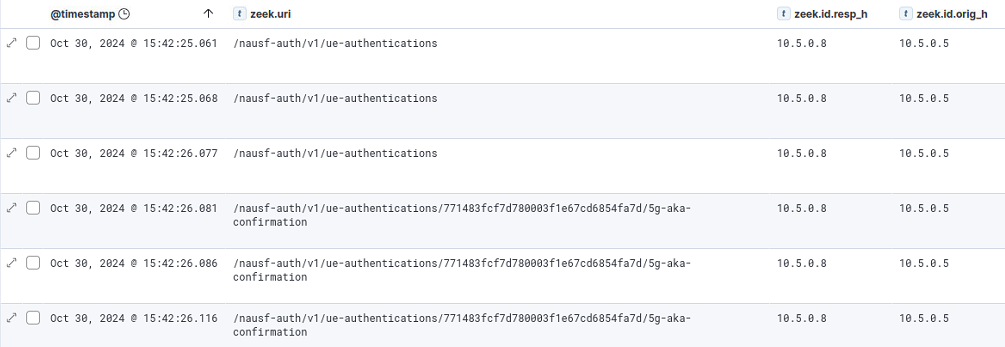 @timestamp ↑ t zeek.uri t zeek.id.resp_h t zeek.id.orig_h
Oct 30, 2024 @ 15:42:25.061 /nausf-auth/v1/ue-authentications 10.5.0.8 10.5.0.5
Oct 30, 2024 @ 15:42:25.068 /nausf-auth/v1/ue-authentications 10.5.0.8 10.5.0.5
Oct 30, 2024 @ 15:42:26.077 /nausf-auth/v1/ue-authentications 10.5.0.8 10.5.0.5
Oct 30, 2024 @ 15:42:26.081 /nausf-auth/v1/ue-authentications/771483fcf7d780003f1e67cd6854fa7d/5g-aka- 10.5.0.8 10.5.0.5
confirmation
Oct 30, 2024 @ 15:42:26.086 /nausf-auth/v1/ue-authentications/771483fcf7d780003f1e67cd6854fa7d/5g-aka- 10.5.0.8 10.5.0.5
confirmation
Oct 30, 2024 @ 15:42:26.116 /nausf-auth/v1/ue-authentications/771483fcf7d780003f1e67cd6854fa7d/5g-aka- 10.5.0.8 10.5.0.5
confirmation